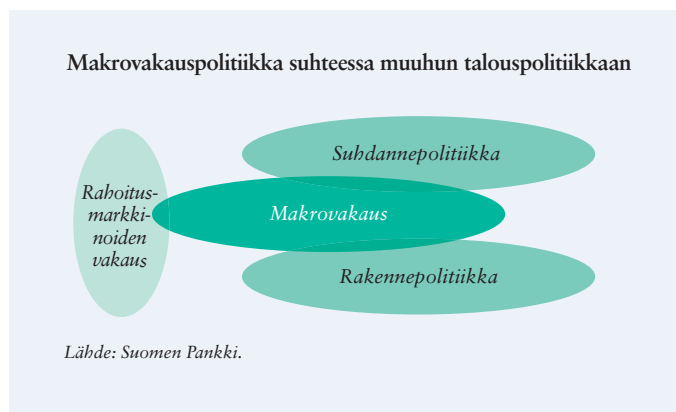 Makrovakauspolitiikka suhteessa muuhun talouspolitiikkaan
Suhdannepolitiikka
Rahoitus-
markki-
noiden
vakaus
Makrovakaus
Rakennepolitiikka
Lähde: Suomen Pankki.